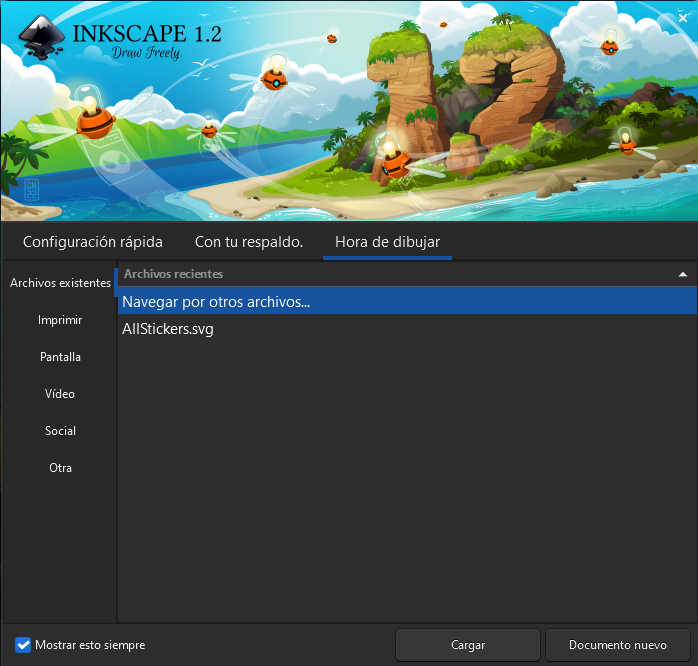 INKSCAPE 1.2
Draw Freely.
Configuración rápida
Con tu respaldo.
Hora de dibujar
Archivos existentes
Imprimir
Pantalla
Vídeo
Social
Otra
Archivos recientes
Navegar por otros archivos...
AllStickers.svg
Mostrar esto siempre
Cargar
Documento nuevo